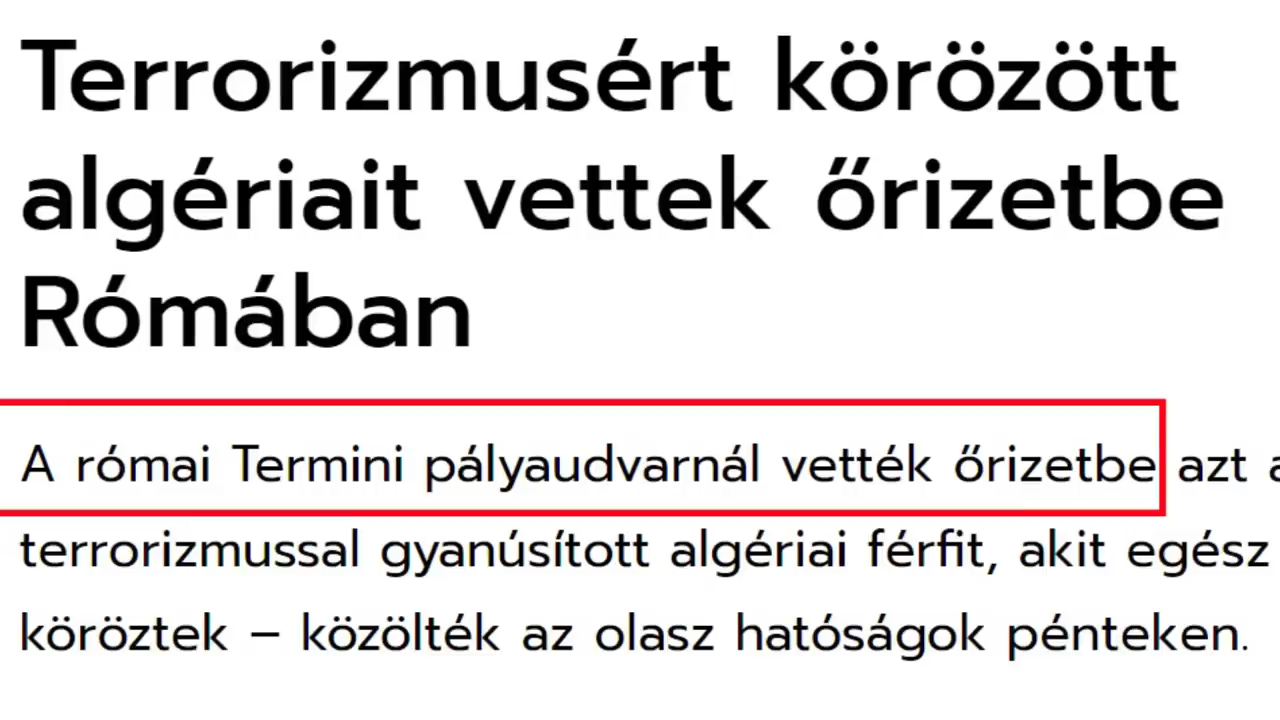 Terrorizmusért körözött
algériait vettek őrizetbe
Rómában
A római Termini pályaudvarnál vették őrizetbe azt a
terrorizmussal gyanúsított algériai férfit, akit egész
köröztek – közölték az olasz hatóságok pénteken.